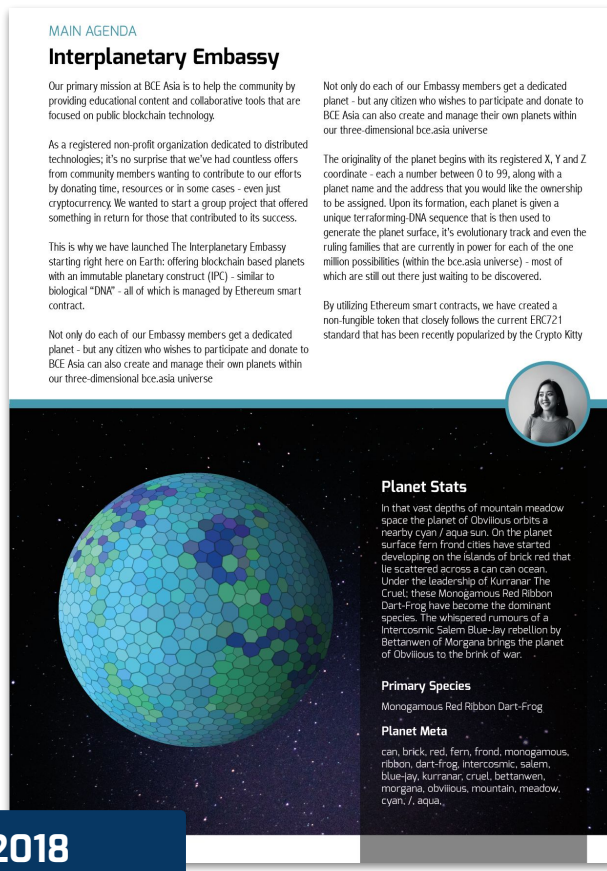 MAIN AGENDA
Interplanetary Embassy
Our primary mission at BCE Asia is to help the community by
providing educational content and collaborative tools that are
focused on public blockchain technology.
As a registered non-profit organization dedicated to distributed
technologies; it's no surprise that we've had countless offers
from community members wanting to contribute to our efforts
by donating time, resources or in some cases - even just
cryptocurrency. We wanted to start a group project that offered
something in return for those that contributed to its success.
This is why we have launched The Interplanetary Embassy
starting right here on Earth: offering blockchain based planets
with an immutable planetary construct (IPC) - similar to
biological “DNA” - all of which is managed by Ethereum smart
contract.
Not only do each of our Embassy members get a dedicated
planet - but any citizen who wishes to participate and donate to
BCE Asia can also create and manage their own planets within
our three-dimensional bce.asia universe
Not only do each of our Embassy members get a dedicated
planet - but any citizen who wishes to participate and donate to
BCE Asia can also create and manage their own planets within
our three-dimensional bce.asia universe
The originality of the planet begins with its registered X, Y and Z
coordinate - each a number between 0 to 99, along with a
planet name and the address that you would like the ownership
to be assigned. Upon its formation, each planet is given a
unique terraforming-DNA sequence that is then used to
generate the planet surface, it's evolutionary track and even the
ruling families that are currently in power for each of the one
million possibilities (within the bce.asia universe) - most of
which are still out there just waiting to be discovered.
By utilizing Ethereum smart contracts, we have created a
non-fungible token that closely follows the current ERC721
standard that has been recently popularized by the Crypto Kitty
Planet Stats
In that vast depths of mountain meadow
space the planet of Obviiious orbits a
nearby cyan / aqua sun. On the planet
surface fern frond cities have started
developing on the islands of brick red that
lie scattered across a can can ocean.
Under the leadership of Kurranar The
Cruel; these Monogamous Red Ribbon
Dart-Frog have become the dominant
species. The whispered rumours of a
Intercosmic Salem Blue-Jay rebellion by
Bettanwen of Morgana brings the planet
of Obviiious to the brink of war.
Primary Species
Monogamous Red Ribbon Dart-Frog
Planet Meta
can, brick, red, fern, frond, monogamous,
ribbon, dart-frog, intercosmic, salem,
blue-jay, kurranar, cruel, bettanwen,
morgana, obviiious, mountain, meadow,
cyan, /, aqua,
2018